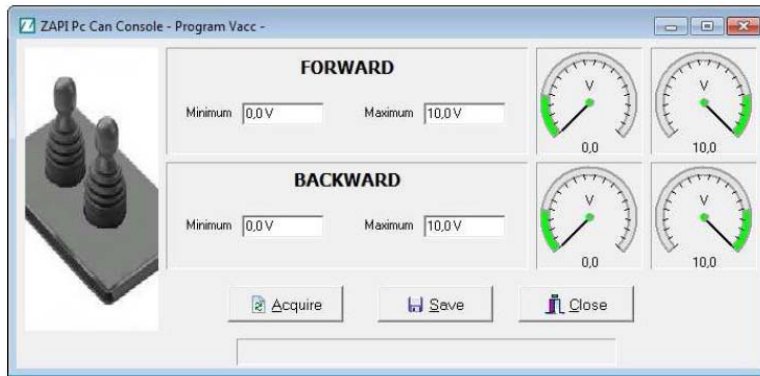 ZAPI Pc Can Console - Program Vacc -
FORWARD
Minimum 0,0 V Maximum 10,0 V
V V
0,0 10,0
BACKWARD
Minimum 0,0 V Maximum 10,0 V
V V
0,0 10,0
Acquire Save Close